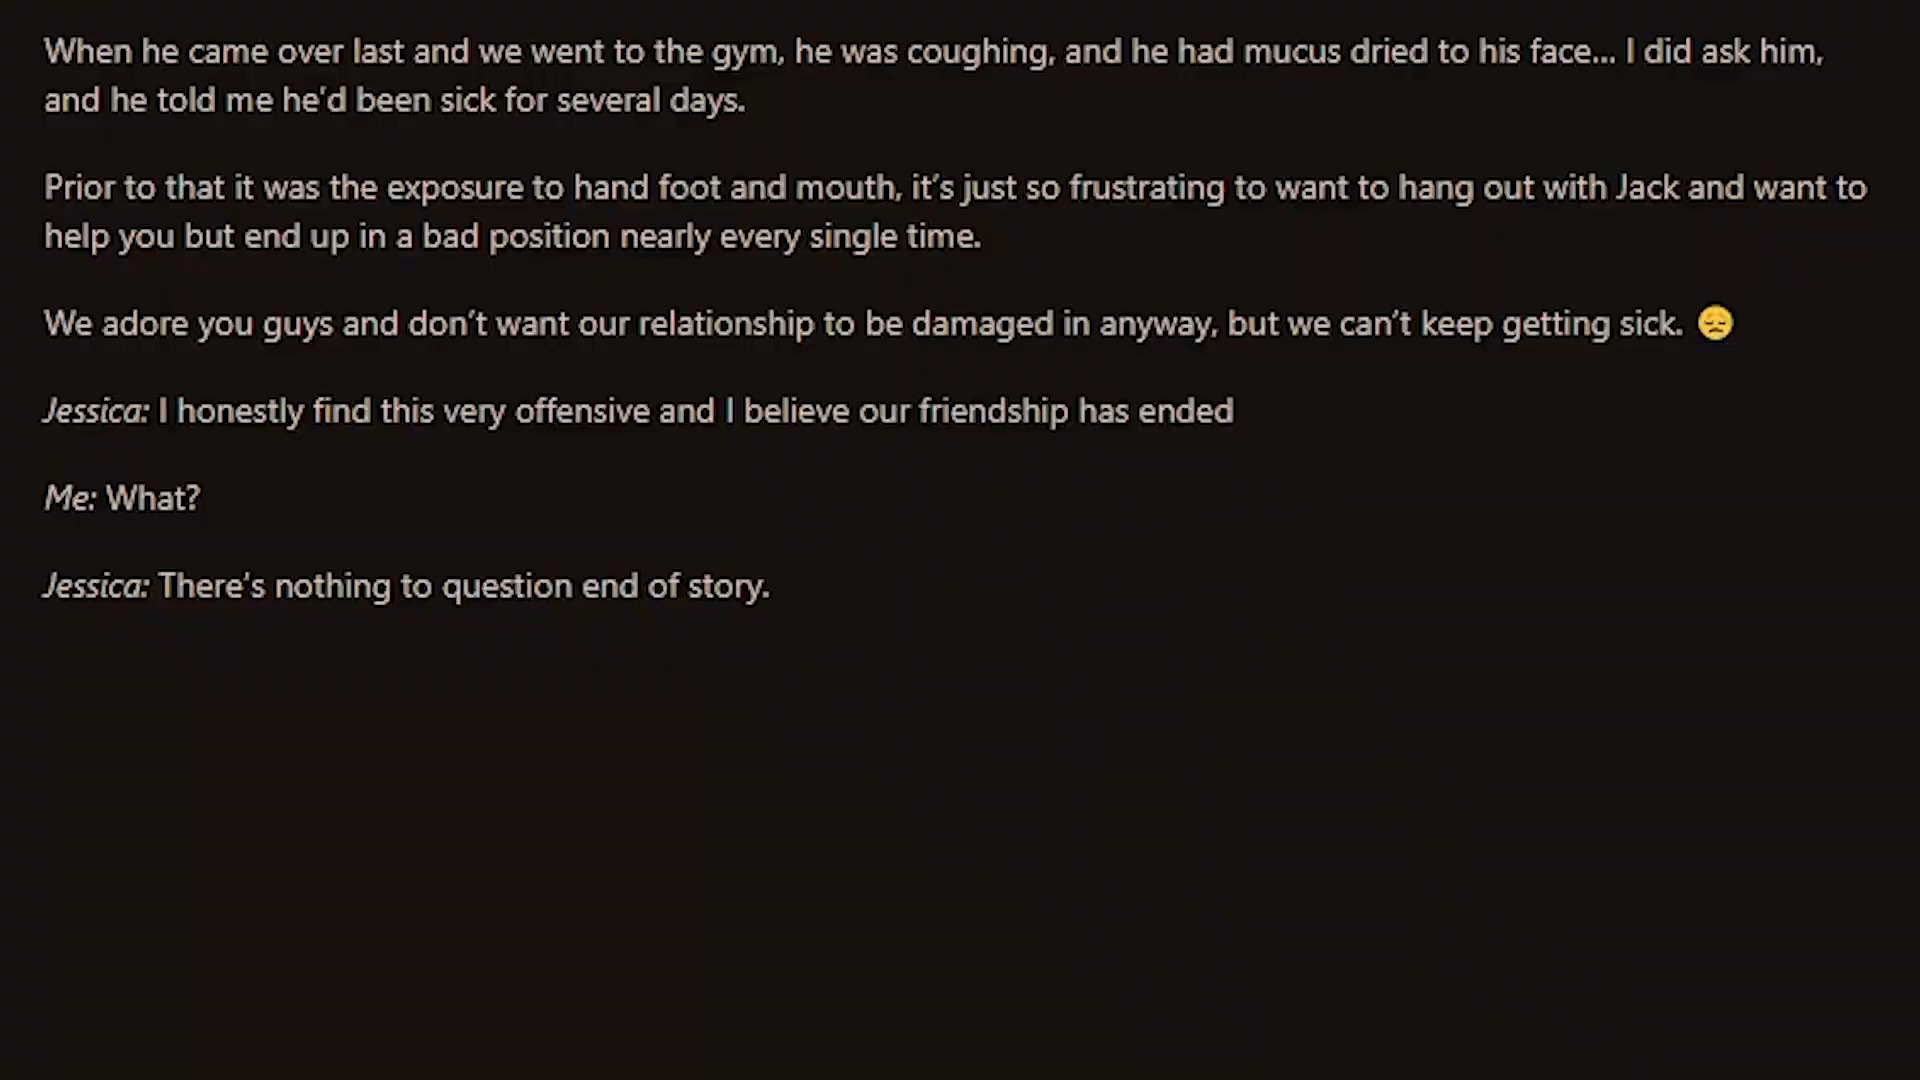 When he came over last and we went to the gym, he was coughing, and he had mucus dried to his face... I did ask him,
and he told me he'd been sick for several days.
Prior to that it was the exposure to hand foot and mouth, it's just so frustrating to want to hang out with Jack and want to
help you but end up in a bad position nearly every single time.
We adore you guys and don't want our relationship to be damaged in anyway, but we can't keep getting sick. 😔
Jessica: I honestly find this very offensive and I believe our friendship has ended
Me: What?
Jessica: There's nothing to question end of story.